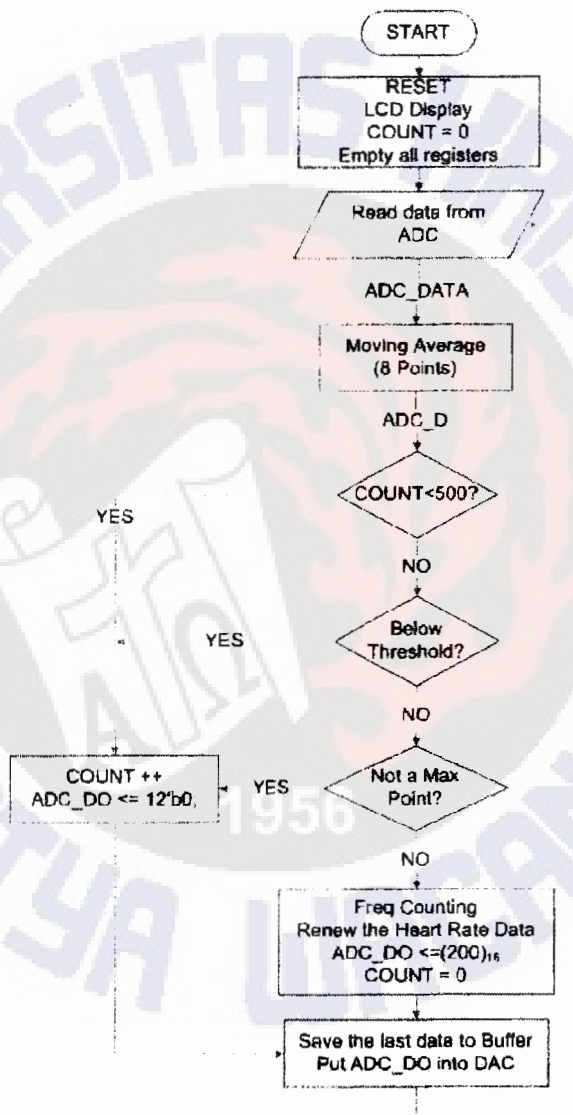 START
RESET
LCD Display
COUNT = 0
Empty all registers
Read data from
ADC
ADC_DATA
Moving Average
(8 Points)
ADC_D
COUNT<500?
YES
NO
Below
Threshold?
YES
NO
Not a Max
Point?
YES
COUNT ++
ADC_DO <= 12'b0,
NO
Freq Counting
Renew the Heart Rate Data
ADC_DO <=(200)₁₆
COUNT = 0
Save the last data to Buffer
Put ADC_DO into DAC
1956